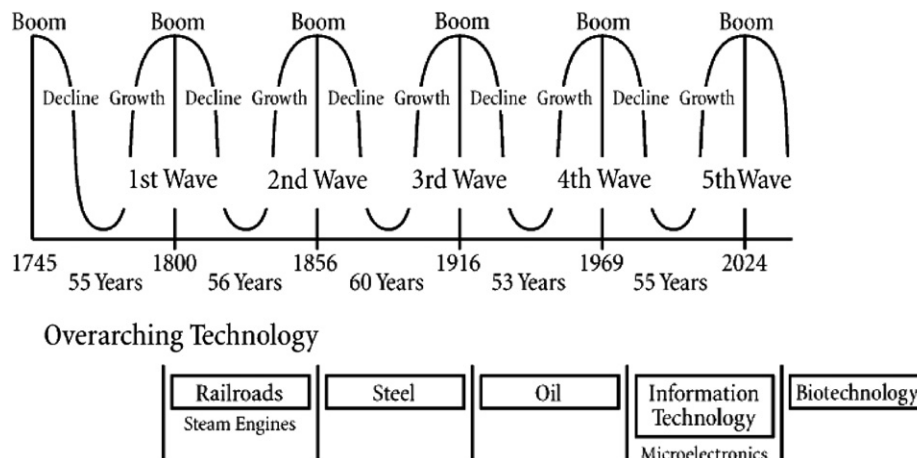 Boom Boom Boom Boom Boom Boom
Decline Growth Decline Growth Decline Growth Decline Growth Decline Growth
1st Wave 2nd Wave 3rd Wave 4th Wave 5thWave
1745 1800 1856 1916 1969 2024
55 Years 56 Years 60 Years 53 Years 55 Years
Overarching Technology
Railroads Steel Oil Information Biotechnology
Technology
Steam Engines
Microelectronics